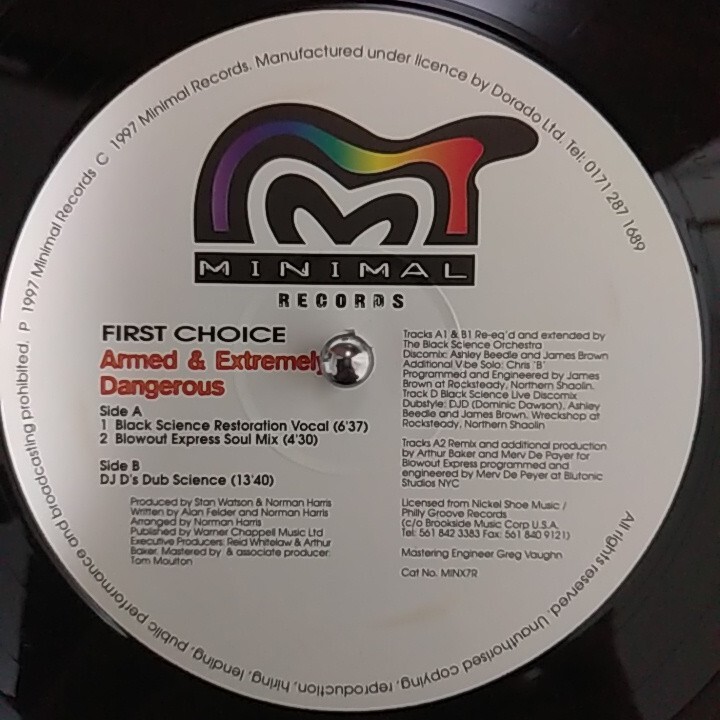 P 1997 Minimal Records C 1997 Minimal Records. Manufactured under licence by Dorado Ltd. Tel: 0171 287 1689
MINIMAL
RECORDS
FIRST CHOICE
Armed & Extremely
Dangerous
Side A
1 Black Science Restoration Vocal (6'37)
2 Blowout Express Soul Mix (4'30)
Side B
DJ D's Dub Science (13'40)
Produced by Stan Watson & Norman Harris
Written by Alan Felder and Norman Harris
Arranged by Norman Harris
Published by Warner Chappell Music Ltd
Executive Producers: Reid Whitelaw & Arthur
Baker. Mastered by & associate producer:
Tom Moulton
Tracks A1 & B1 Re-eq'd and extended by
The Black Science Orchestra
Discomix: Ashley Beedle and James Brown
Additional Vibe Solo: Chris 'B'
Programmed and Engineered by James
Brown at Rocksteady, Northern Shaolin.
Track D Black Science Live Discomix
Dubstyle: DJD (Dominic Dawson), Ashley
Beedle and James Brown. Wreckshop at
Rocksteady, Northern Shaolin
Tracks A2 Remix and additional production
by Arthur Baker and Merv De Payer for
Blowout Express programmed and
engineered by Merv De Peyer at Blutonic
Studios NYC
Licensed from Nickel Shoe Music /
Philly Groove Records
(c/o Brookside Music Corp U.S.A.
Tel: 561 842 3383 Fax: 561 840 9121)
Mastering Engineer Greg Vaughn
Cat No. MINX7R
All rights reserved. Unauthorised copying, reproduction, hiring, lending, public performance and broadcasting prohibited.